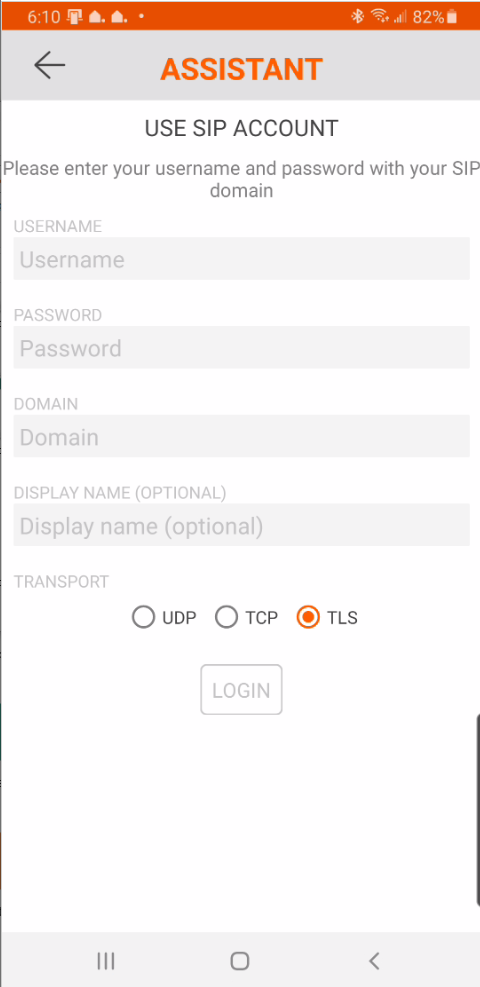 6:10
82%
ASSISTANT
USE SIP ACCOUNT
Please enter your username and password with your SIP
domain
USERNAME
Username
PASSWORD
Password
DOMAIN
Domain
DISPLAY NAME (OPTIONAL)
Display name (optional)
TRANSPORT
UDP TCP TLS
LOGIN